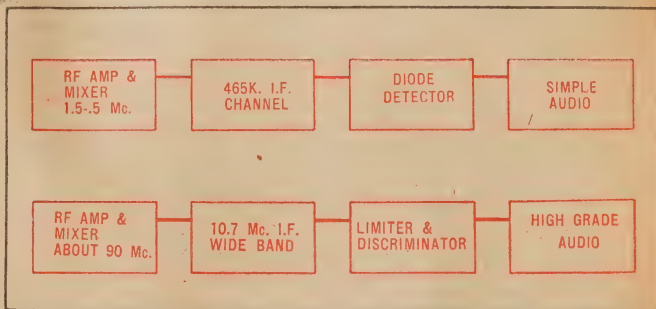 RF AMP &
MIXER
1.5-.5 Mc.
465K. I.F.
CHANNEL
DIODE
DETECTOR
SIMPLE
AUDIO
RF AMP &
MIXER
ABOUT 90 Mc.
10.7 Mc. I.F.
WIDE BAND
LIMITER &
DISCRIMINATOR
HIGH GRADE
AUDIO